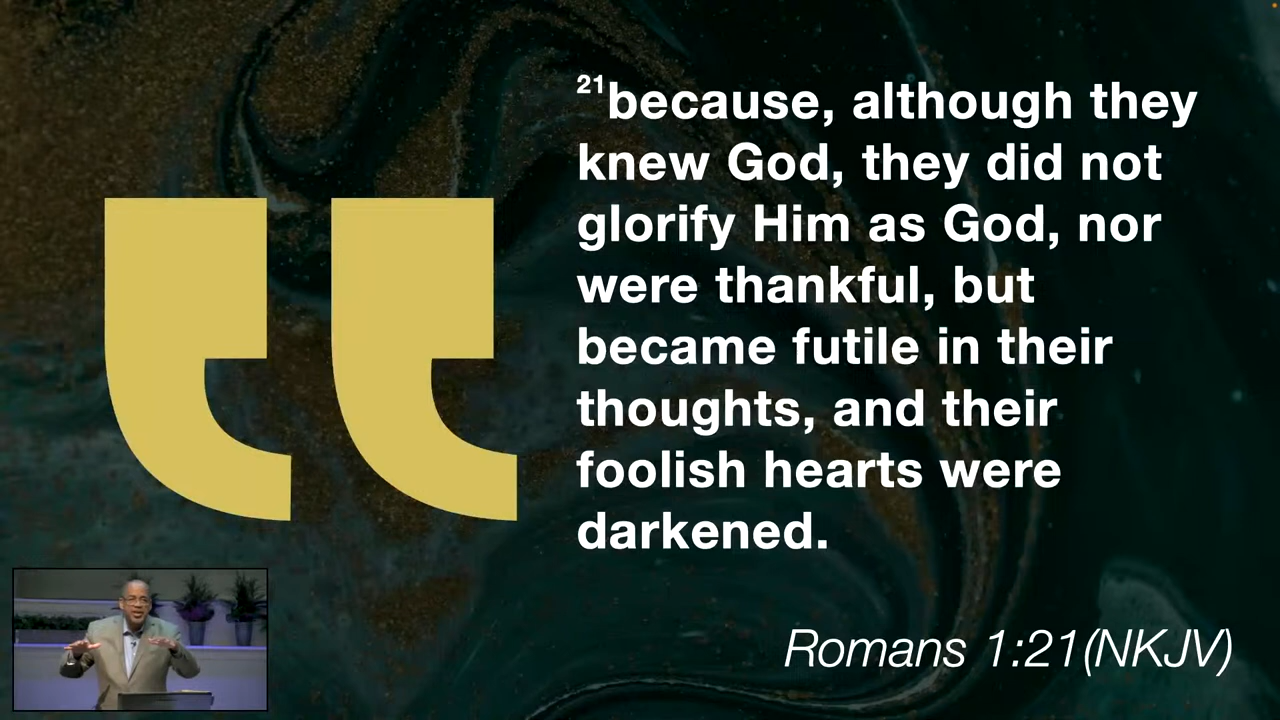 21because, although they
knew God, they did not
glorify Him as God, nor
were thankful, but
became futile in their
thoughts, and their
foolish hearts were
darkened.
Romans 1:21(NKJV)